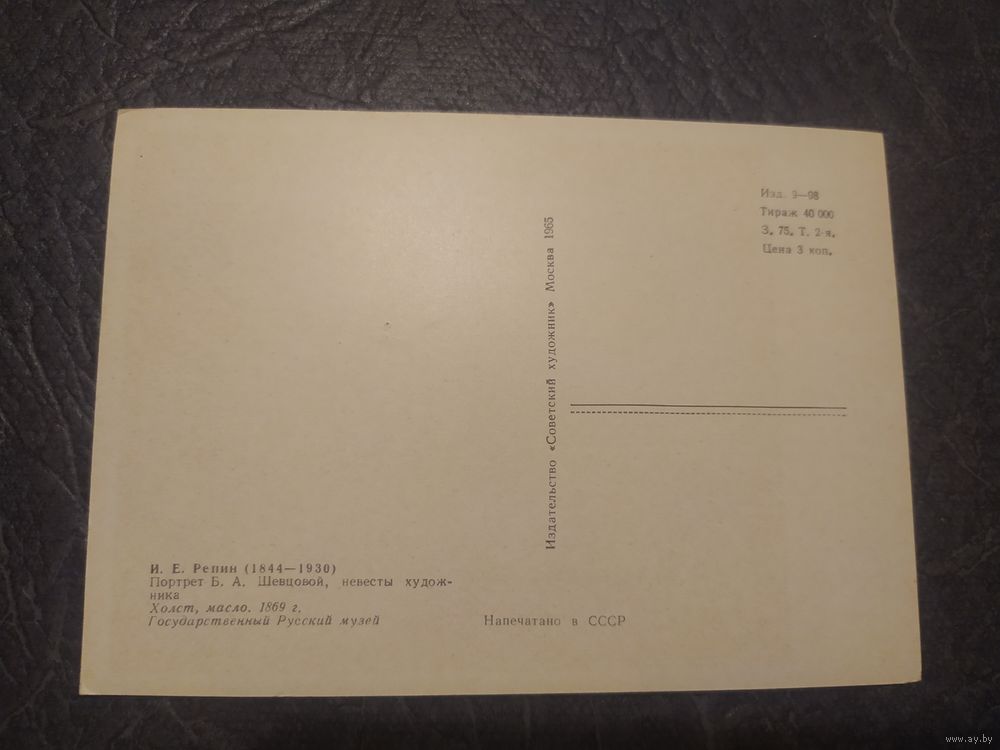 Изд. 9—98
Тираж 40 000
З. 75. Т. 2-я.
Цена 3 коп.
Издательство «Советский художник» Москва 1965
И. Е. Репин (1844—1930)
Портрет Б. А. Шевцовой, невесты худож-
ника
Холст, масло. 1869 г.
Государственный Русский музей
Напечатано в СССР
www.ay.by